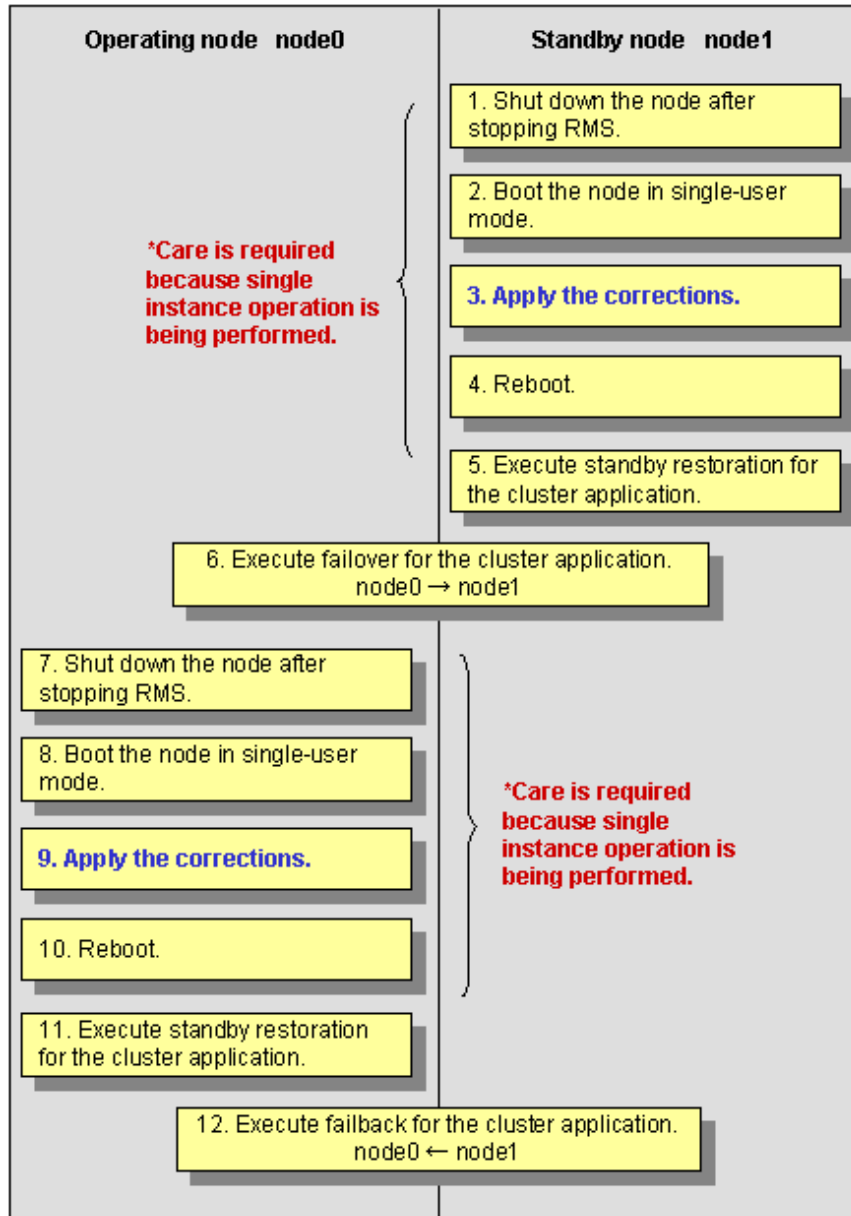 Operating node node0
Standby node node1
1. Shut down the node after
stopping RMS.
2. Boot the node in single-user
mode.
*Care is required
because single
instance operation is
being performed.
3. Apply the corrections.
4. Reboot.
5. Execute standby restoration for
the cluster application.
6. Execute failover for the cluster application.
node0 → node1
7. Shut down the node after
stopping RMS.
8. Boot the node in single-user
mode.
*Care is required
because single
instance operation is
being performed.
9. Apply the corrections.
10. Reboot.
11. Execute standby restoration
for the cluster application.
12. Execute failback for the cluster application.
node0 ← node1